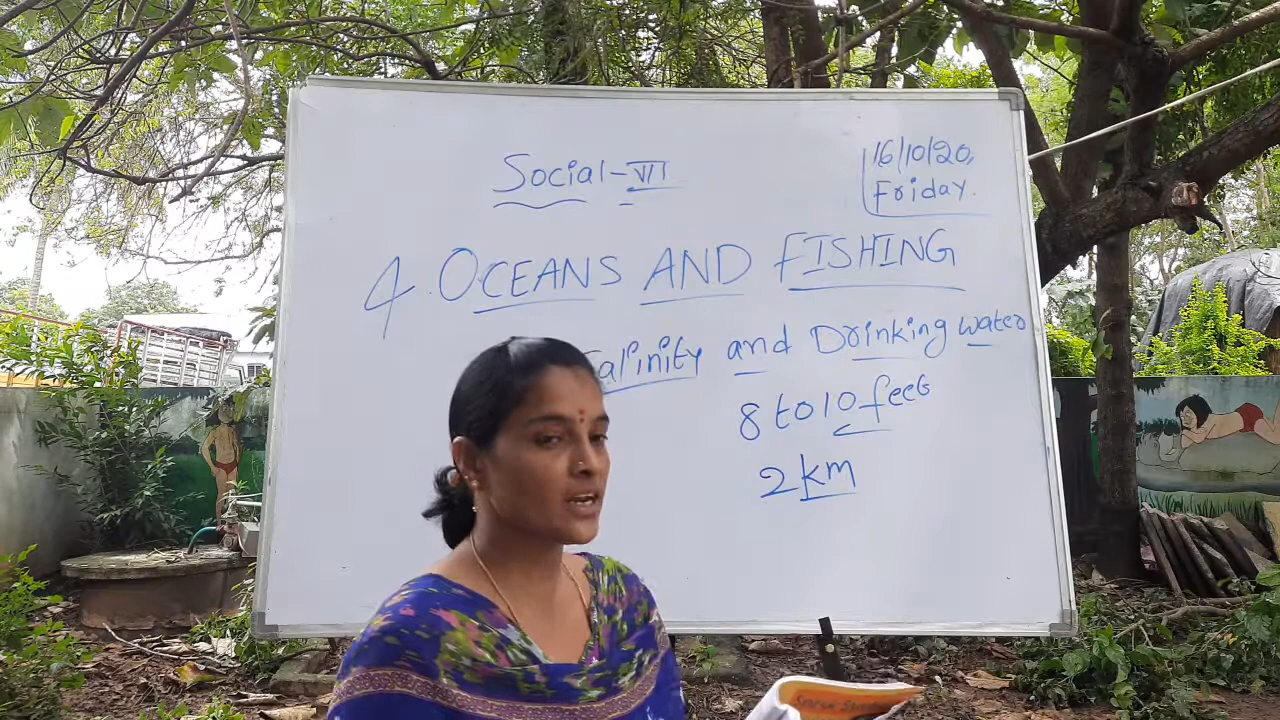 Social-VII
16/10/20,
Friday.
4. OCEANS AND FISHING
Salinity and Drinking water
8 to 10 feet
2 km